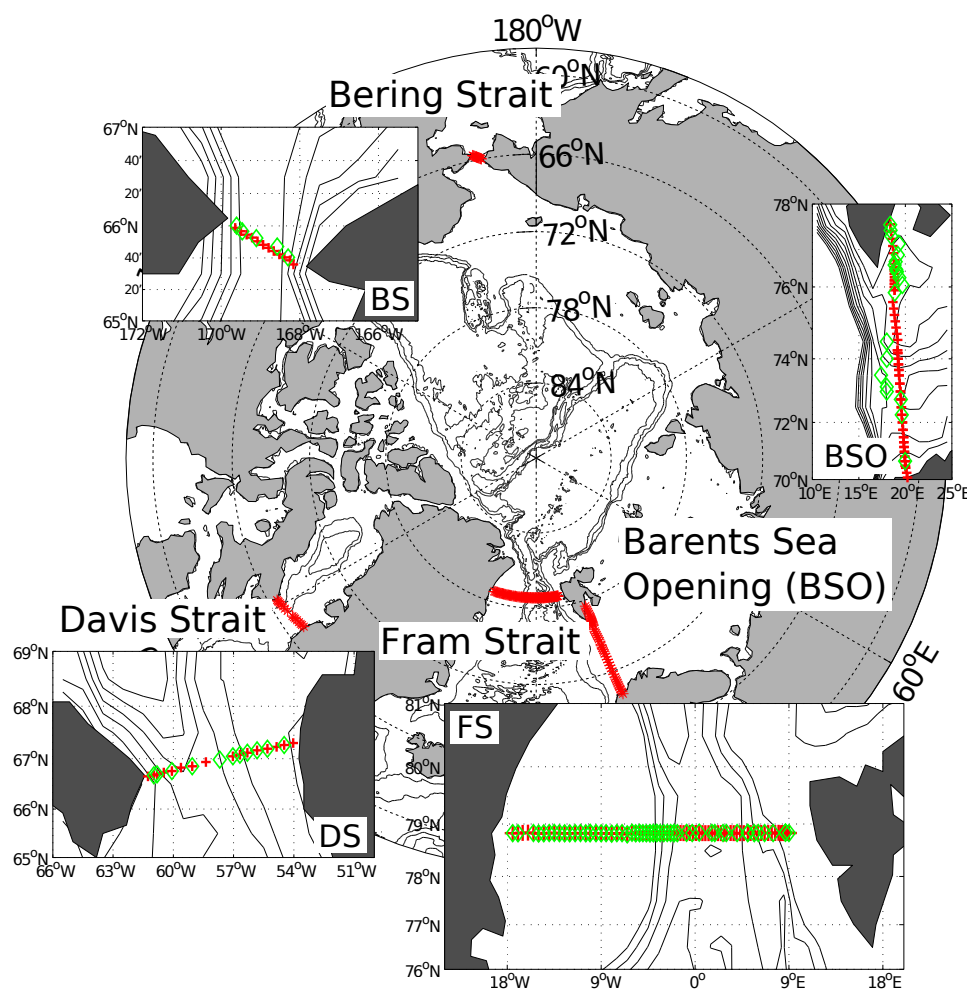 180°W
60°N
Bering Strait
66°N
72°N
78°N
84°N
67°N
40'
20'
66°N
40'
20'
65°N
BS
172°W 170°W 168°W 166°W
78°N
76°N
74°N
72°N
70°N
BSO
10°E 15°E 20°E 25°E
Barents Sea
Opening (BSO)
Davis Strait
Fram Strait
60°E
69°N
68°N
67°N
66°N
65°N
DS
66°W 63°W 60°W 57°W 54°W 51°W
81°N
80°N
79°N
78°N
77°N
76°N
FS
18°W 9°W 0° 9°E 18°E